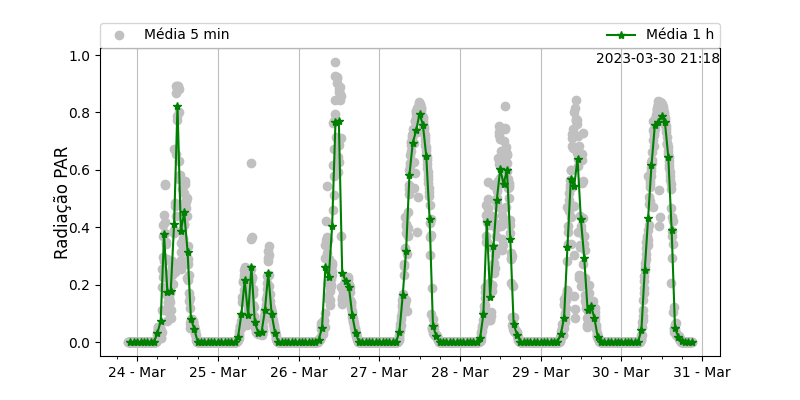 Média 5 min
Média 1 h
2023-03-30 21:18
Radiação PAR
1.0
0.8
0.6
0.4
0.2
0.0
24 - Mar
25 - Mar
26 - Mar
27 - Mar
28 - Mar
29 - Mar
30 - Mar
31 - Mar